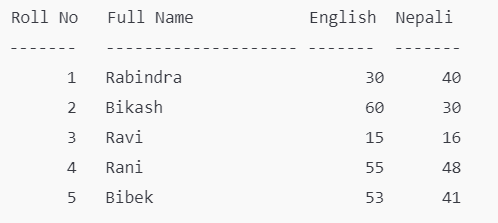 Roll No   Full Name            English  Nepali
-------   -------------------- -------  -------
      1   Rabindra                  30       40
      2   Bikash                    60       30
      3   Ravi                      15       16
      4   Rani                      55       48
      5   Bibek                     53       41